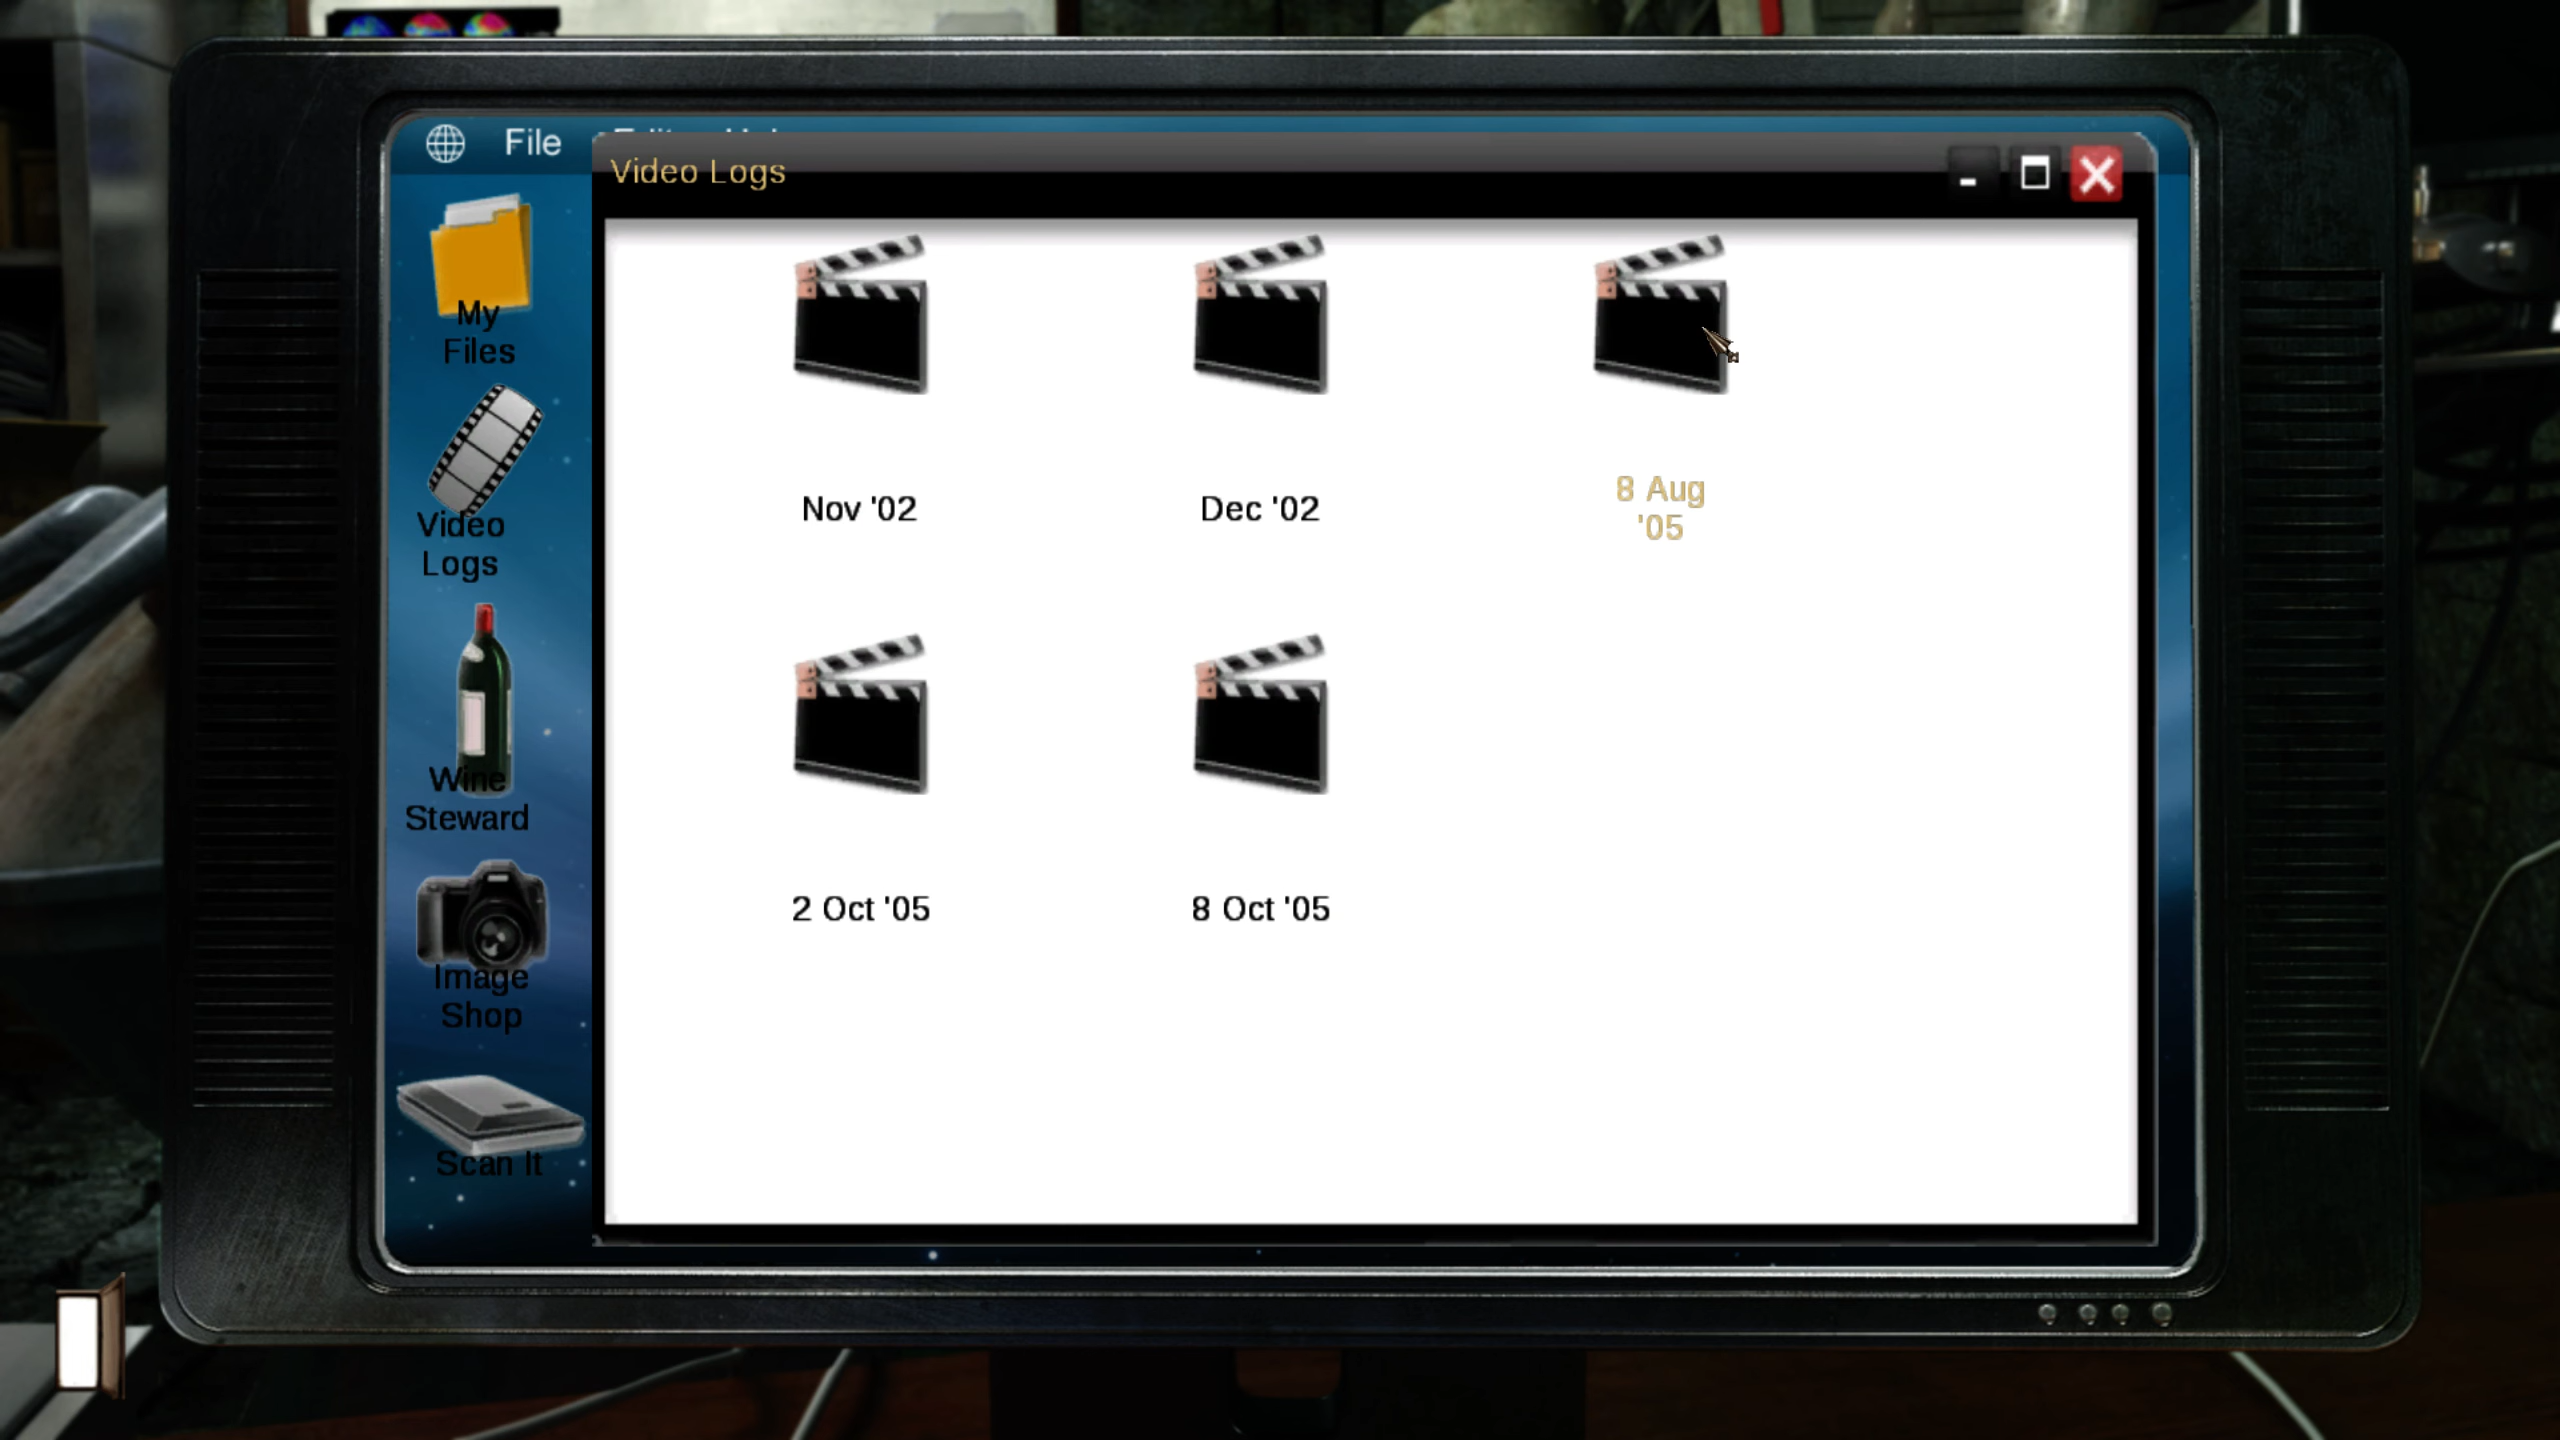 File
Video Logs
My
Files
Video
Logs
Wine
Steward
Image
Shop
Scan It
Nov '02
Dec '02
8 Aug
'05
2 Oct '05
8 Oct '05